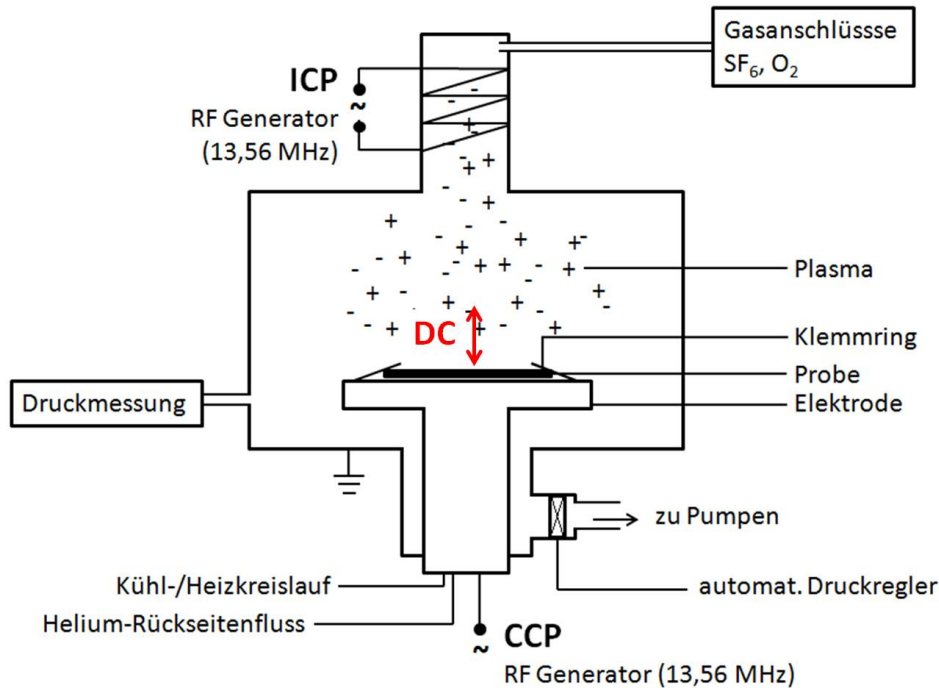 Gasanschlüssse
SF6, O2
ICP
~
RF Generator
(13,56 MHz)
Plasma
DC
Klemmring
Probe
Elektrode
Druckmessung
zu Pumpen
Kühl-/Heizkreislauf
automat. Druckregler
Helium-Rückseitenfluss
CCP
~
RF Generator (13,56 MHz)